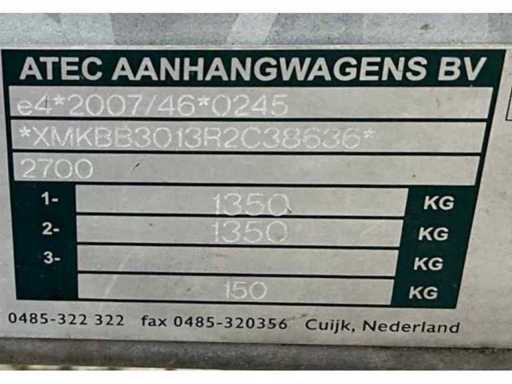 ATEC AANHANGWAGENS BV
e4*2007/46*0245
*XMKBB3013R2C38636*
2700
1- 1350 KG
2- 1350 KG
3- KG
150 KG
0485-322 322 fax 0485-320356 Cuijk, Nederland